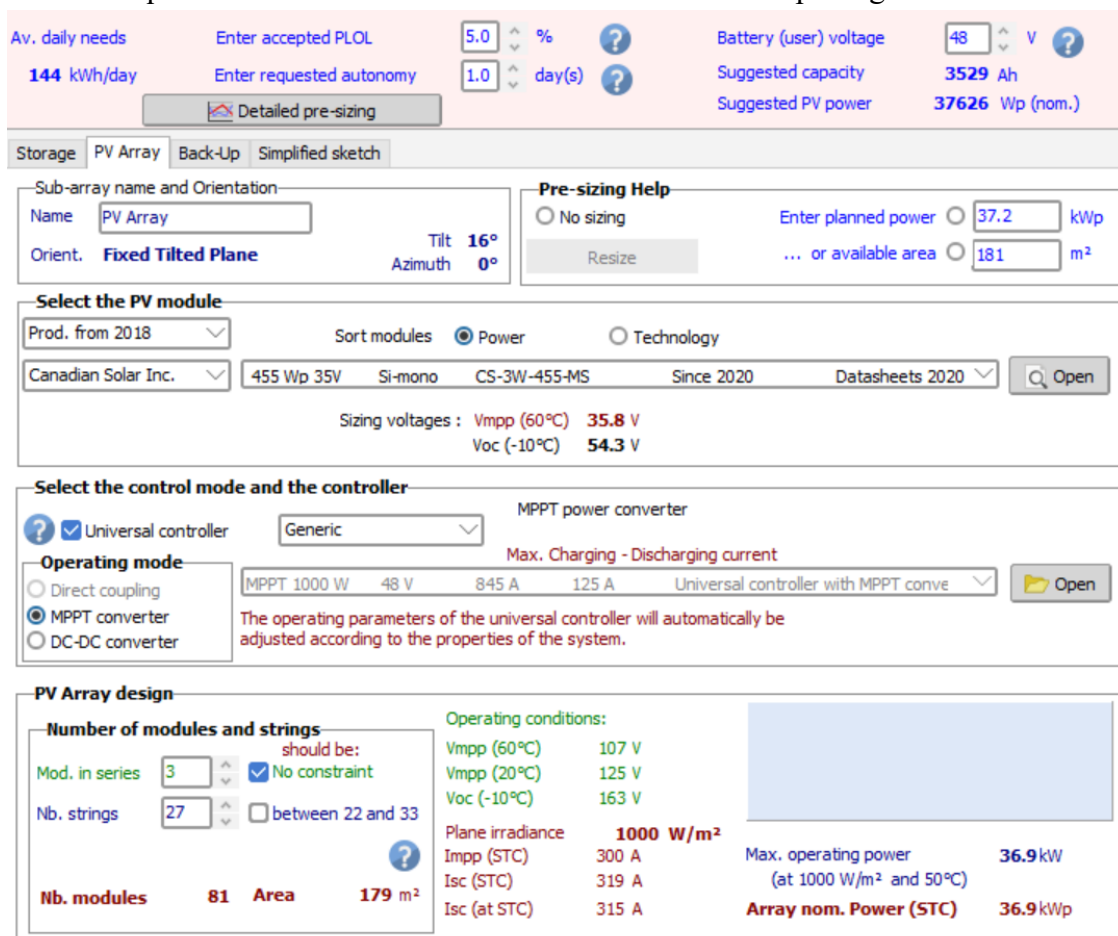 Av. daily needs Enter accepted PLOL 5.0 % ? Battery (user) voltage 48 V ?
144 kWh/day Enter requested autonomy 1.0 day(s) ? Suggested capacity 3529 Ah
Detailed pre-sizing Suggested PV power 37626 Wp (nom.)
Storage PV Array Back-Up Simplified sketch
Sub-array name and Orientation
Name PV Array
Orient. Fixed Tilted Plane Tilt 16°
Azimuth 0°
Pre-sizing Help
No sizing Enter planned power 37.2 kWp
Resize ... or available area 181 m²
Select the PV module
Prod. from 2018 Sort modules Power Technology
Canadian Solar Inc. 455 Wp 35V Si-mono CS-3W-455-MS Since 2020 Datasheets 2020 Open
Sizing voltages : Vmpp (60°C) 35.8 V
Voc (-10°C) 54.3 V
Select the control mode and the controller
? Universal controller Generic MPPT power converter
Max. Charging - Discharging current
Operating mode
Direct coupling
MPPT converter
DC-DC converter
MPPT 1000 W 48 V 845 A 125 A Universal controller with MPPT conve Open
The operating parameters of the universal controller will automatically be
adjusted according to the properties of the system.
PV Array design
Number of modules and strings
should be:
Mod. in series 3 No constraint
Nb. strings 27 between 22 and 33
?
Nb. modules 81 Area 179 m²
Operating conditions:
Vmpp (60°C) 107 V
Vmpp (20°C) 125 V
Voc (-10°C) 163 V
Plane irradiance 1000 W/m²
Impp (STC) 300 A
Isc (STC) 319 A
Isc (at STC) 315 A
Max. operating power 36.9 kW
(at 1000 W/m² and 50°C)
Array nom. Power (STC) 36.9 kWp